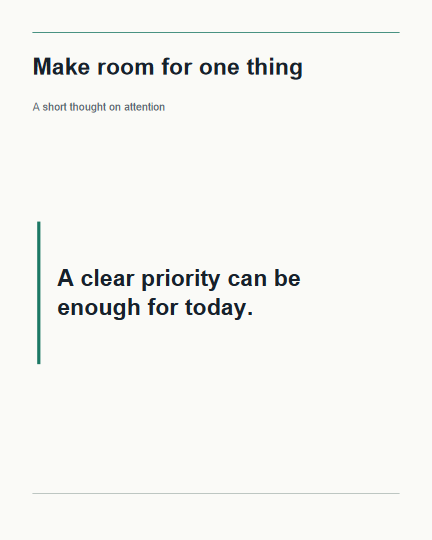 Make room for one thing
A short thought on attention
A clear priority can be
enough for today.